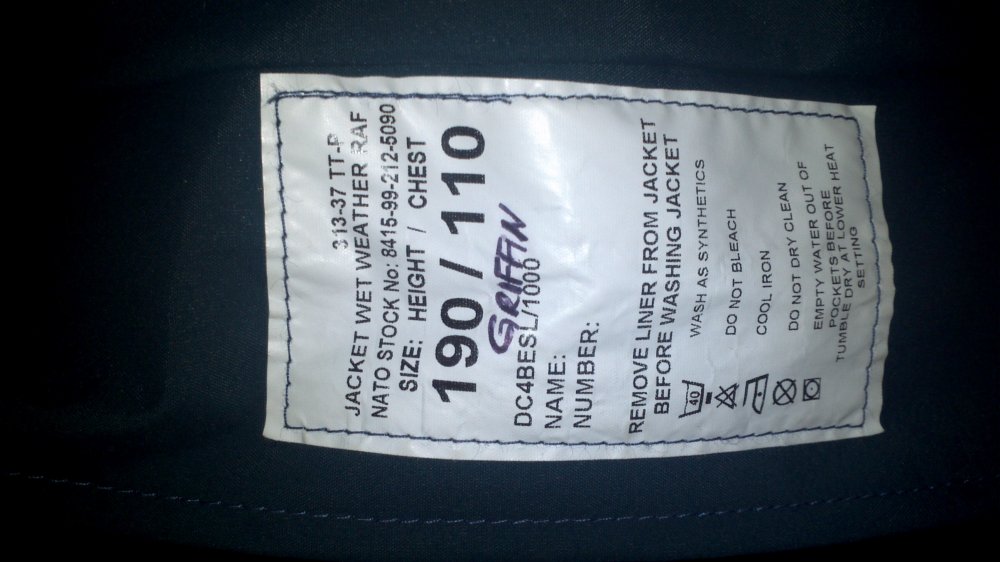 313-37 TT-P
JACKET WET WEATHER RAF
NATO STOCK No: 8415-99-212-5090
SIZE: HEIGHT / CHEST
190 / 110
GRIFFIN
DC4BESL/1000
NAME:
NUMBER:
REMOVE LINER FROM JACKET
BEFORE WASHING JACKET
40
WASH AS SYNTHETICS
DO NOT BLEACH
COOL IRON
DO NOT DRY CLEAN
EMPTY WATER OUT OF
POCKETS BEFORE
TUMBLE DRY AT LOWER HEAT
SETTING